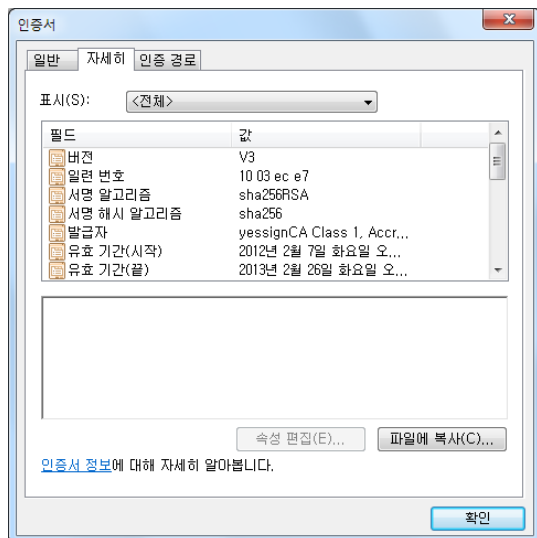 인증서
일반 자세히 인증 경로
표시(S): <전체>
필드 값
버전 V3
일련 번호 10 03 ec e7
서명 알고리즘 sha256RSA
서명 해시 알고리즘 sha256
발급자 yessignCA Class 1, Accr...
유효 기간(시작) 2012년 2월 7일 화요일 오...
유효 기간(끝) 2013년 2월 26일 화요일 오...
속성 편집(E)... 파일에 복사(C)...
인증서 정보에 대해 자세히 알아봅니다.
확인